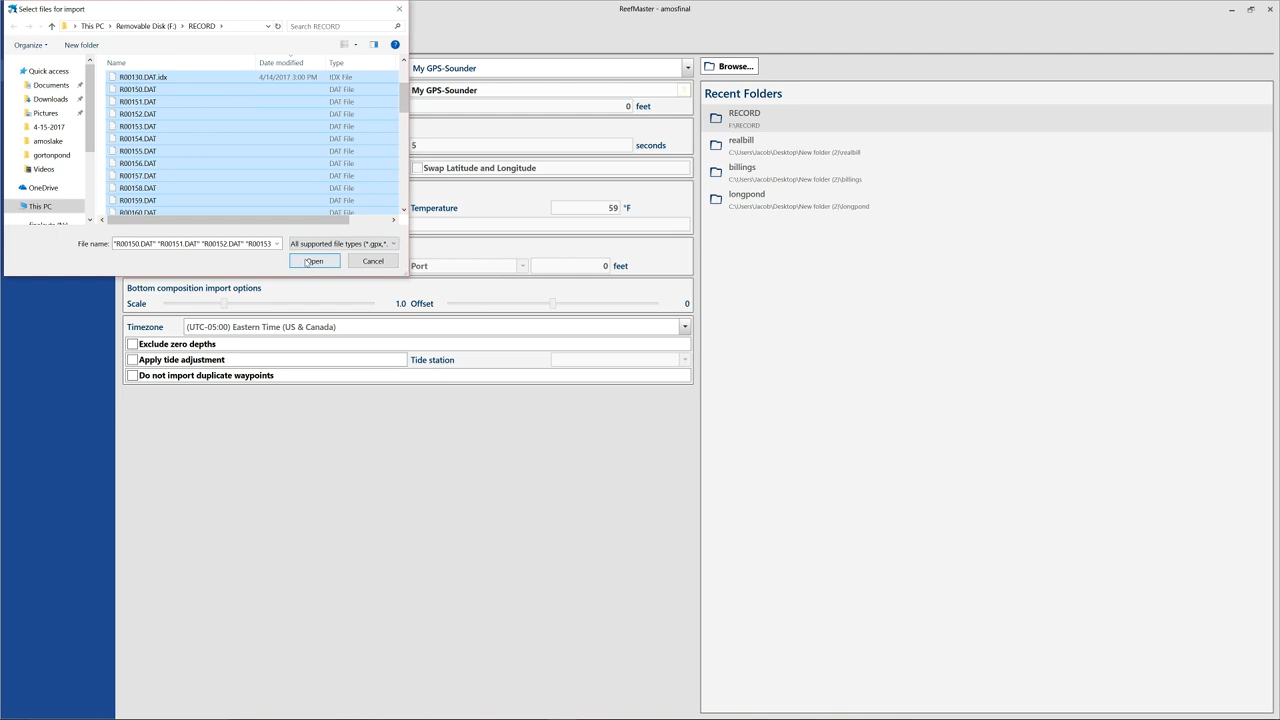 Select files for import
ReefMaster - amosfinal
This PC > Removable Disk (F:) > RECORD >
Search RECORD
Organize
New folder
Name
Date modified
Type
Quick access
Documents
Downloads
Pictures
4-15-2017
amoslake
gortonpond
Videos
OneDrive
This PC
R00130.DAT.idx 4/14/2017 3:00 PM IDX File
R00150.DAT DAT File
R00151.DAT DAT File
R00152.DAT DAT File
R00153.DAT DAT File
R00154.DAT DAT File
R00155.DAT DAT File
R00156.DAT DAT File
R00157.DAT DAT File
R00158.DAT DAT File
R00159.DAT DAT File
R00160.DAT DAT File
File name: "R00150.DAT" "R00151.DAT" "R00152.DAT" "R00153
All supported file types (*.gpx,*.
Open
Cancel
My GPS-Sounder
My GPS-Sounder
0 feet
5 seconds
Swap Latitude and Longitude
Temperature 59 °F
Port 0 feet
Bottom composition import options
Scale 1.0 Offset 0
Timezone (UTC-05:00) Eastern Time (US & Canada)
Exclude zero depths
Apply tide adjustment Tide station
Do not import duplicate waypoints
Browse...
Recent Folders
RECORD
F:\RECORD
realbill
C:\Users\Jacob\Desktop\New folder (2)\realbill
billings
C:\Users\Jacob\Desktop\New folder (2)\billings
longpond
C:\Users\Jacob\Desktop\New folder (2)\longpond